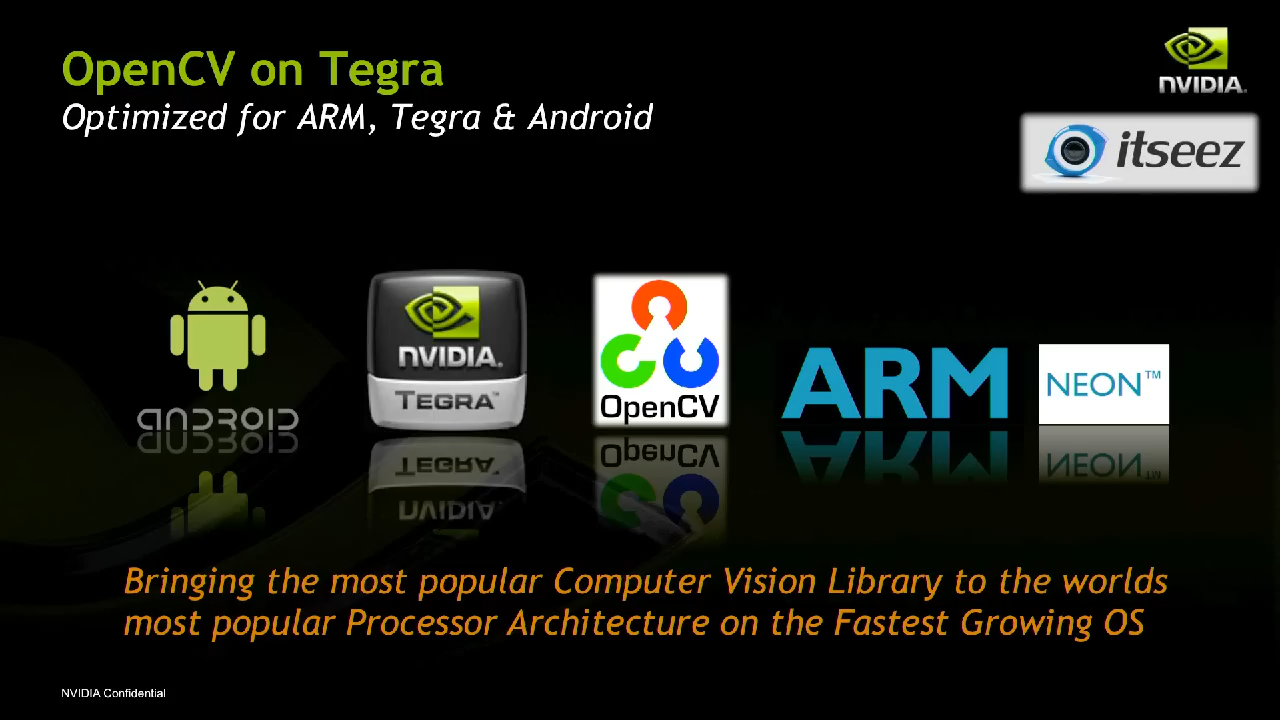 OpenCV on Tegra
Optimized for ARM, Tegra & Android
NVIDIA.
itseez
ANDROID
NVIDIA.
TEGRA™
OpenCV
ARM
NEON™
Bringing the most popular Computer Vision Library to the worlds
most popular Processor Architecture on the Fastest Growing OS
NVIDIA Confidential